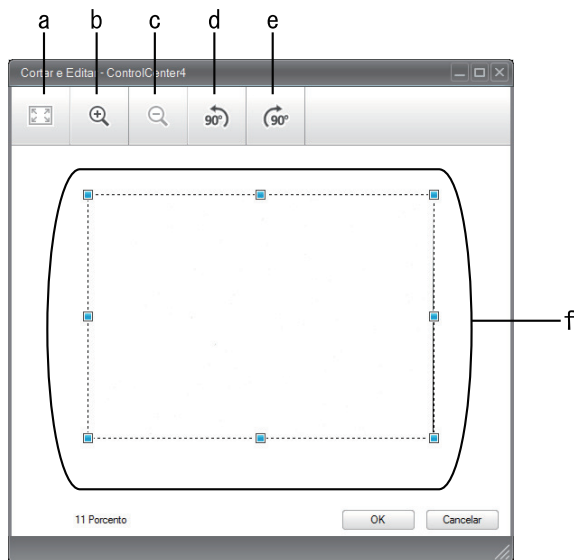 a b c d e
Cortar e Editar - ControlCenter4
90° 90°
f
11 Porcento OK Cancelar